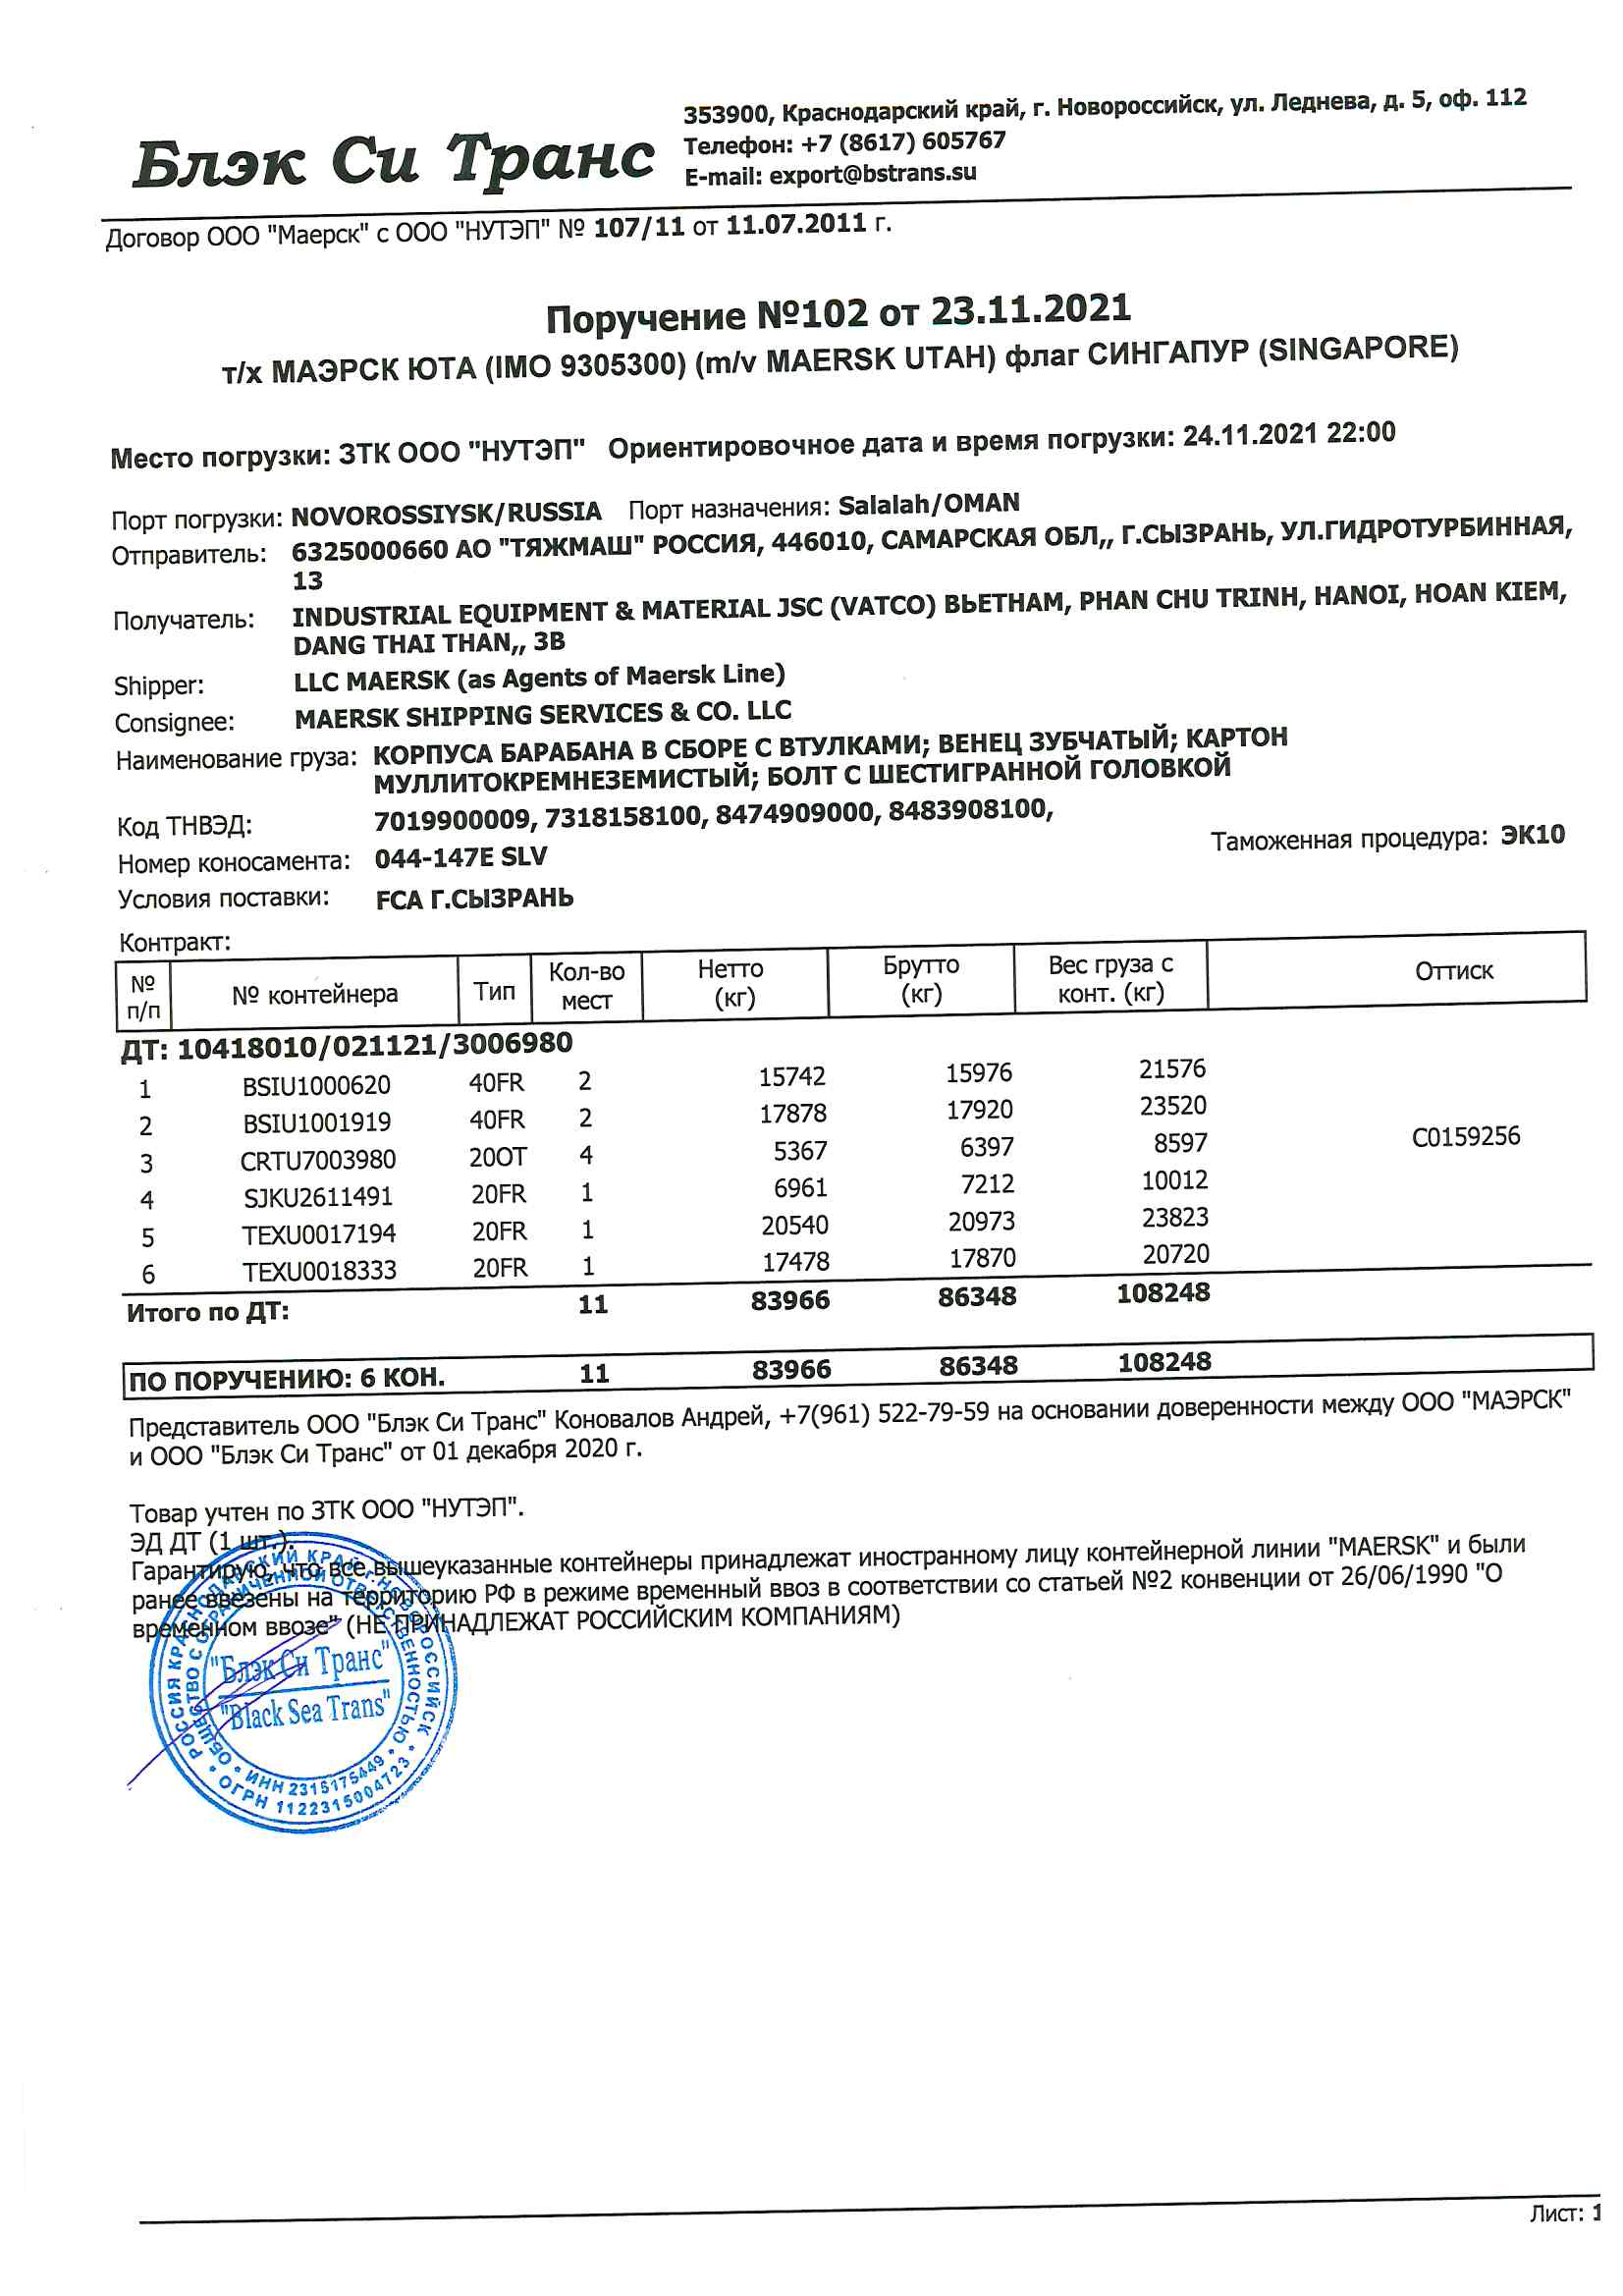 Блэк Си Транс
353900, Краснодарский край, г. Новороссийск, ул. Леднева, д. 5, оф. 112
Телефон: +7 (8617) 605767
E-mail: export@bstrans.su
Договор ООО "Маерск" с ООО "НУТЭП" № 107/11 от 11.07.2011 г.
Поручение №102 от 23.11.2021
т/х МАЭРСК ЮТА (IMO 9305300) (m/v MAERSK UTAH) флаг СИНГАПУР (SINGAPORE)
Место погрузки: ЗТК ООО "НУТЭП" Ориентировочное дата и время погрузки: 24.11.2021 22:00
Порт погрузки: NOVOROSSIYSK/RUSSIA Порт назначения: Salalah/OMAN
Отправитель: 6325000660 АО "ТЯЖМАШ" РОССИЯ, 446010, САМАРСКАЯ ОБЛ,, Г.СЫЗРАНЬ, УЛ.ГИДРОТУРБИННАЯ,
13
Получатель: INDUSTRIAL EQUIPMENT & MATERIAL JSC (VATCO) ВЬЕТНАМ, PHAN CHU TRINH, HANOI, HOAN KIEM,
DANG THAI THAN,, 3B
Shipper: LLC MAERSK (as Agents of Maersk Line)
Consignee: MAERSK SHIPPING SERVICES & CO. LLC
Наименование груза: КОРПУСА БАРАБАНА В СБОРЕ С ВТУЛКАМИ; ВЕНЕЦ ЗУБЧАТЫЙ; КАРТОН
МУЛЛИТОКРЕМНЕЗЕМИСТЫЙ; БОЛТ С ШЕСТИГРАННОЙ ГОЛОВКОЙ
Код ТНВЭД: 7019900009, 7318158100, 8474909000, 8483908100,
Номер коносамента: 044-147E SLV Таможенная процедура: ЭК10
Условия поставки: FCA Г.СЫЗРАНЬ
Контракт:
№ п/п № контейнера Тип Кол-во мест Нетто (кг) Брутто (кг) Вес груза с конт. (кг) Оттиск
ДТ: 10418010/021121/3006980
1 BSIU1000620 40FR 2 15742 15976 21576
2 BSIU1001919 40FR 2 17878 17920 23520
3 CRTU7003980 20OT 4 5367 6397 8597 C0159256
4 SJKU2611491 20FR 1 6961 7212 10012
5 TEXU0017194 20FR 1 20540 20973 23823
6 TEXU0018333 20FR 1 17478 17870 20720
Итого по ДТ: 11 83966 86348 108248
ПО ПОРУЧЕНИЮ: 6 КОН. 11 83966 86348 108248
Представитель ООО "Блэк Си Транс" Коновалов Андрей, +7(961) 522-79-59 на основании доверенности между ООО "МАЭРСК"
и ООО "Блэк Си Транс" от 01 декабря 2020 г.
Товар учтен по ЗТК ООО "НУТЭП".
ЭД ДТ (1 шт.).
Гарантирую, что все вышеуказанные контейнеры принадлежат иностранному лицу контейнерной линии "MAERSK" и были
ранее ввезены на территорию РФ в режиме временный ввоз в соответствии со статьей №2 конвенции от 26/06/1990 "О
временном ввозе" (НЕ ПРИНАДЛЕЖАТ РОССИЙСКИМ КОМПАНИЯМ)
РОССИЯ КРАСНОДАРСКИЙ КРАЙ г.НОВОРОССИЙСК • ОГРН 1122315004723 •
ОБЩЕСТВО С ОГРАНИЧЕННОЙ ОТВЕТСТВЕННОСТЬЮ • ИНН 2315175449 •
"Блэк Си Транс"
"Black Sea Trans"
Лист: 1